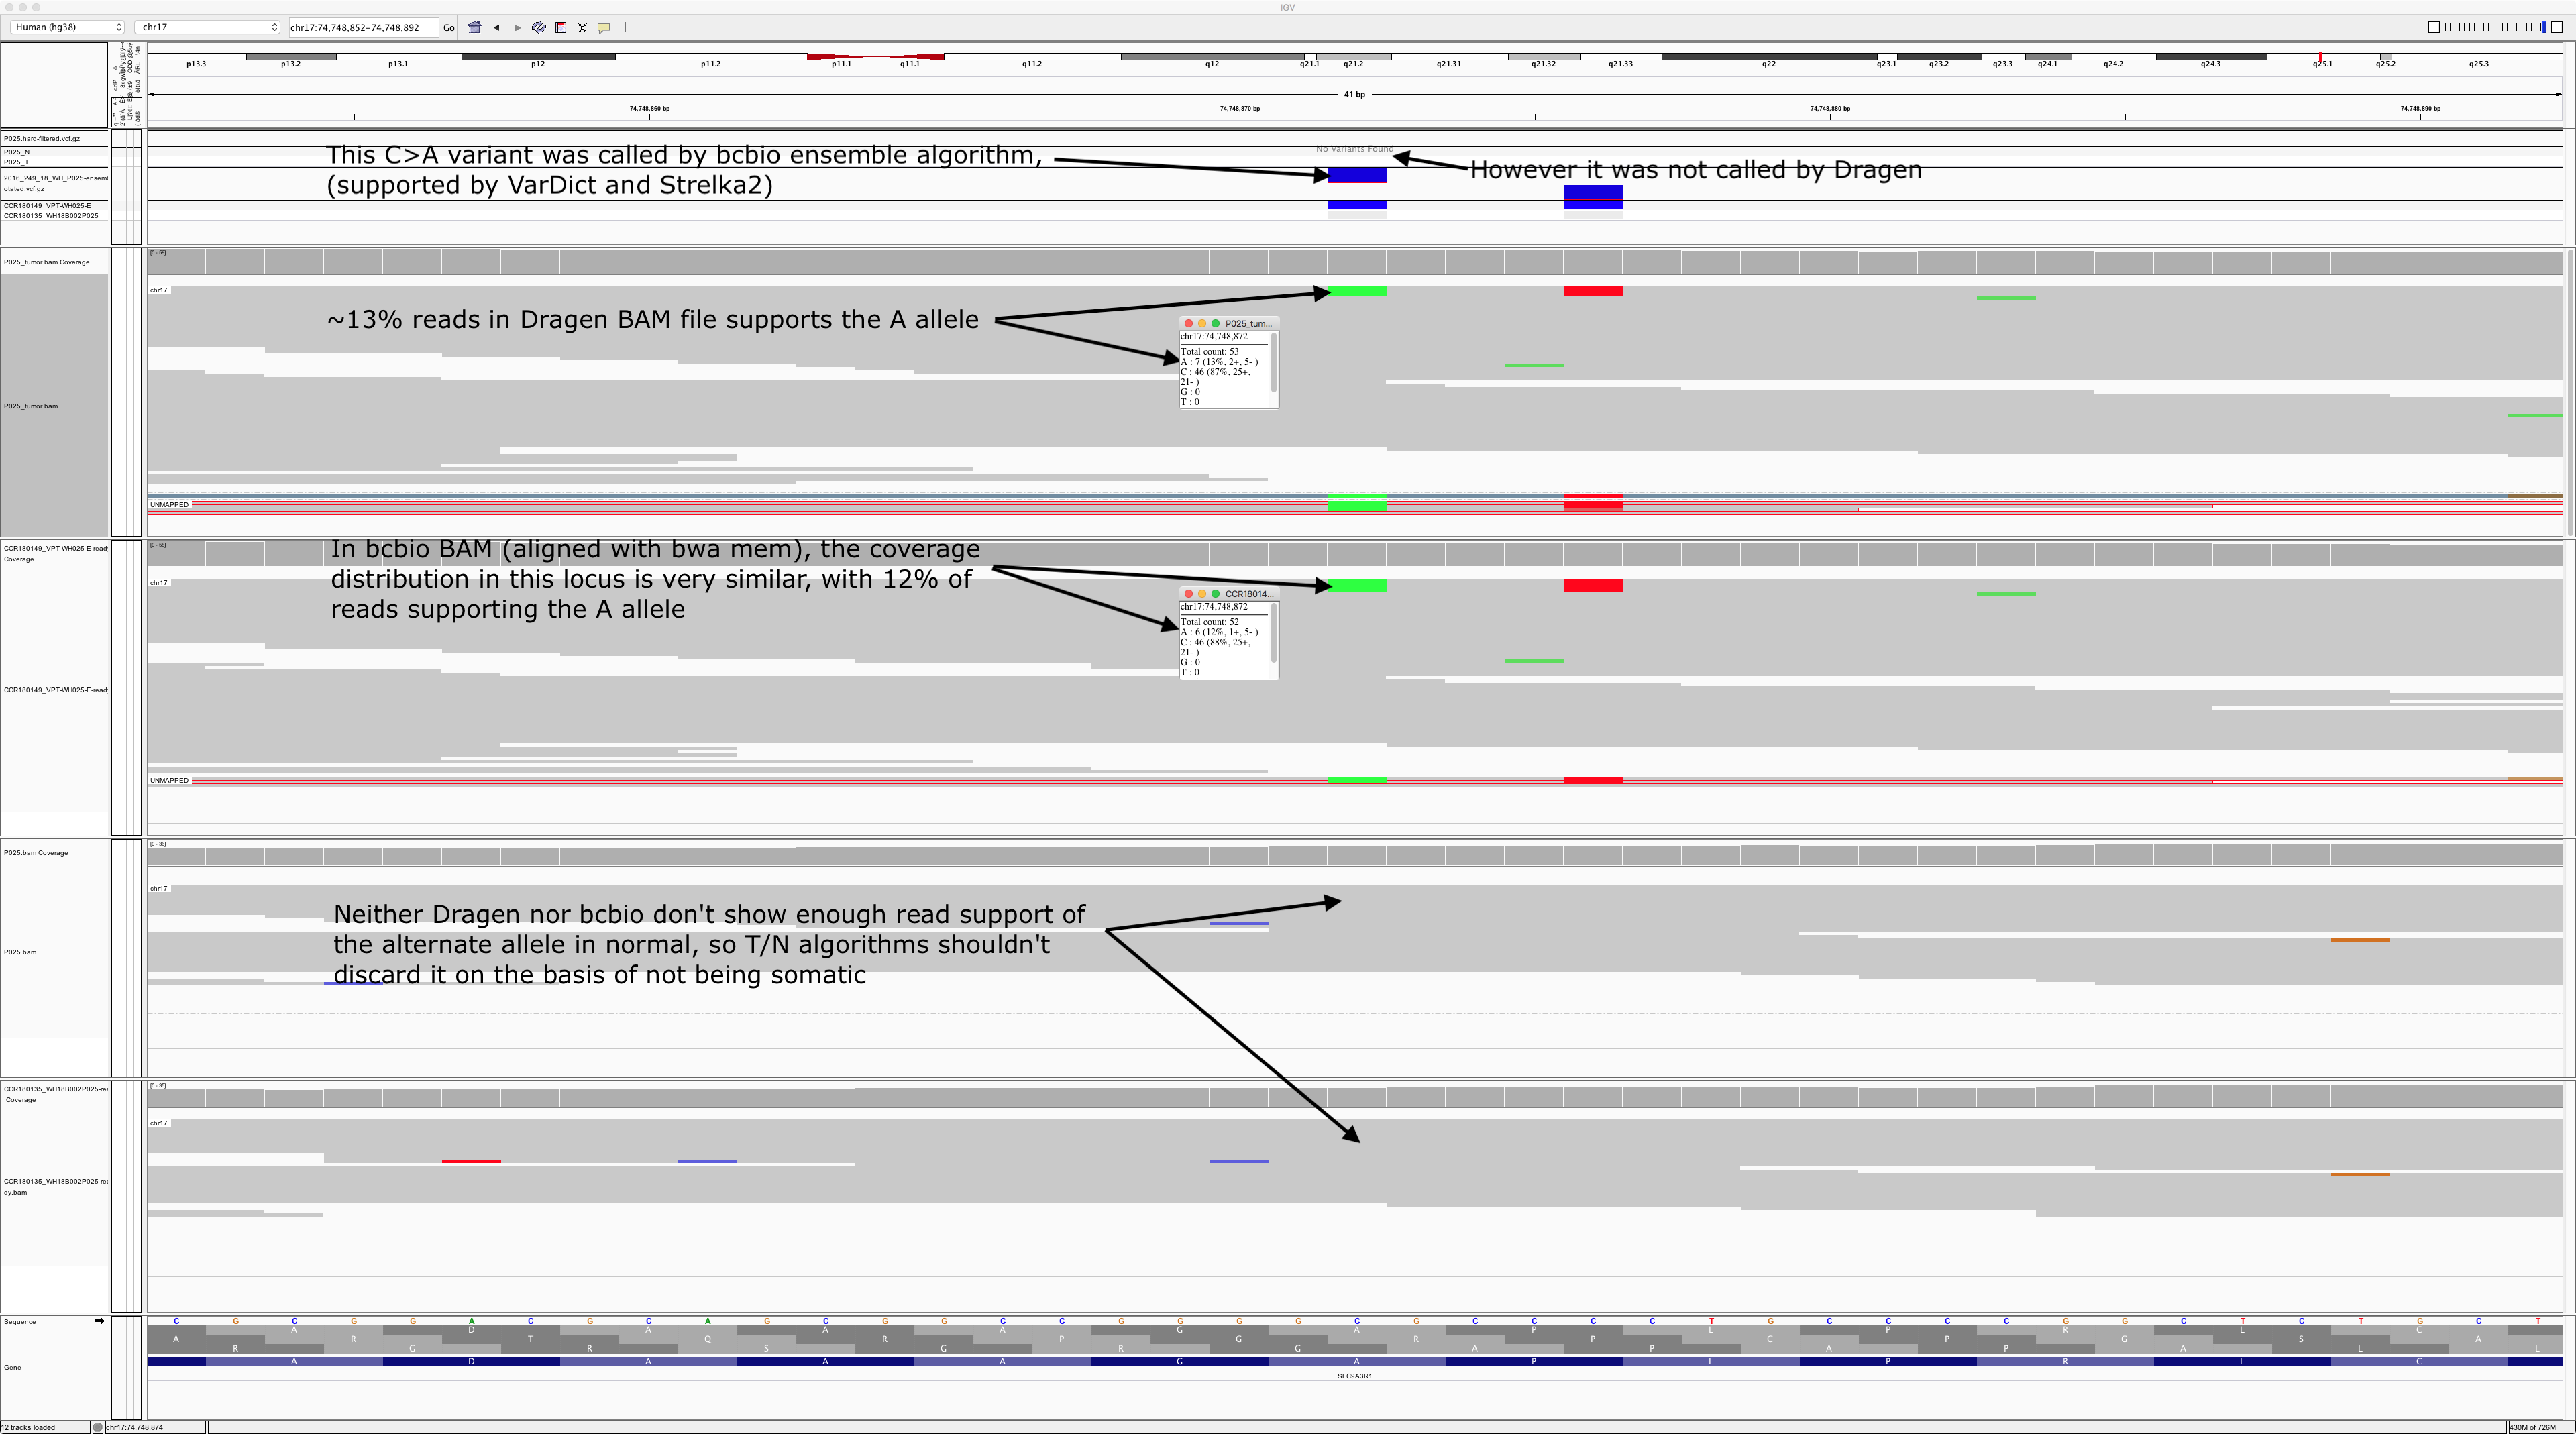 IGV
Human (hg38)
chr17
chr17:74,748,852-74,748,892
Go
p13.3 p13.2 p13.1 p12 p11.2 p11.1 q11.1 q11.2 q12 q21.1 q21.2 q21.31 q21.32 q21.33 q22 q23.1 q23.2 q23.3 q24.1 q24.2 q24.3 q25.1 q25.2 q25.3
41 bp
74,748,860 bp 74,748,870 bp 74,748,880 bp 74,748,890 bp
P025.hard-filtered.vcf.gz
P025_N
P025_T
No Variants Found
This C>A variant was called by bcbio ensemble algorithm,
(supported by VarDict and Strelka2)
However it was not called by Dragen
2016_249_18_WH_P025-ensem
otated.vcf.gz
CCR180149_VPT-WH025-E
CCR180135_WH18B002P025
P025_tumor.bam Coverage
[0 - 59]
chr17
~13% reads in Dragen BAM file supports the A allele
P025_tum...
chr17:74,748,872
Total count: 53
A : 7 (13%, 2+, 5- )
C : 46 (87%, 25+,
21- )
G : 0
T : 0
P025_tumor.bam
UNMAPPED
CCR180149_VPT-WH025-E-ready
Coverage
[0 - 58]
chr17
In bcbio BAM (aligned with bwa mem), the coverage
distribution in this locus is very similar, with 12% of
reads supporting the A allele
CCR18014...
chr17:74,748,872
Total count: 52
A : 6 (12%, 1+, 5- )
C : 46 (88%, 25+,
21- )
G : 0
T : 0
CCR180149_VPT-WH025-E-ready
UNMAPPED
P025.bam Coverage
[0 - 36]
chr17
Neither Dragen nor bcbio don't show enough read support of
the alternate allele in normal, so T/N algorithms shouldn't
discard it on the basis of not being somatic
P025.bam
CCR180135_WH18B002P025-rea
Coverage
[0 - 35]
chr17
CCR180135_WH18B002P025-rea
dy.bam
Sequence
C G C G G A C G C A G C G G C C G G G G C G C C C C T G C C C C G G C T C T G C T
A D A A A G A P L P R L C
A R T Q R P G R P C P G S A
R G R S G R G A P A P A L L
Gene
A D A A A G A P L P R L C
SLC9A3R1
12 tracks loaded
chr17:74,748,874
430M of 726M